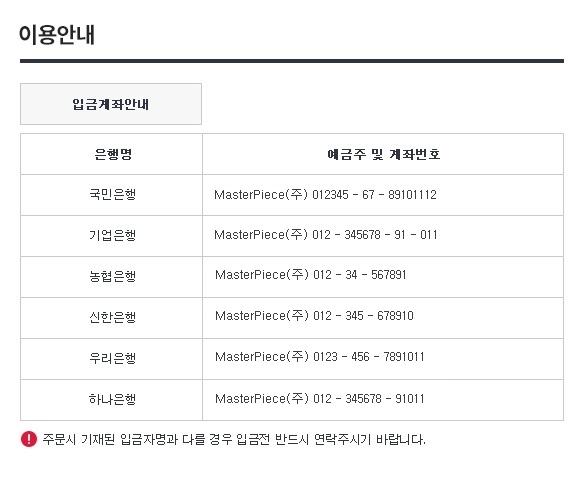 이용안내
입금계좌안내
은행명 예금주 및 계좌번호
국민은행 MasterPiece(주) 012345 - 67 - 89101112
기업은행 MasterPiece(주) 012 - 345678 - 91 - 011
농협은행 MasterPiece(주) 012 - 34 - 567891
신한은행 MasterPiece(주) 012 - 345 - 678910
우리은행 MasterPiece(주) 0123 - 456 - 7891011
하나은행 MasterPiece(주) 012 - 345678 - 91011
! 주문시 기재된 입금자명과 다를 경우 입금전 반드시 연락주시기 바랍니다.